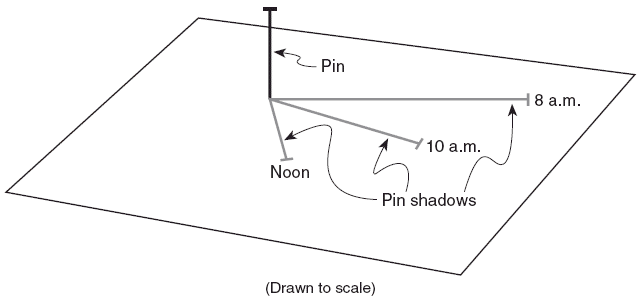 Pin
8 a.m.
10 a.m.
Noon
Pin shadows
(Drawn to scale)